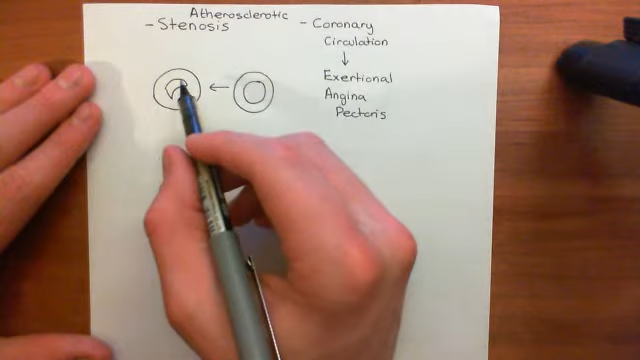 Atherosclerotic
- Stenosis
- Coronary
Circulation
↓
Exertional
Angina
Pectoris